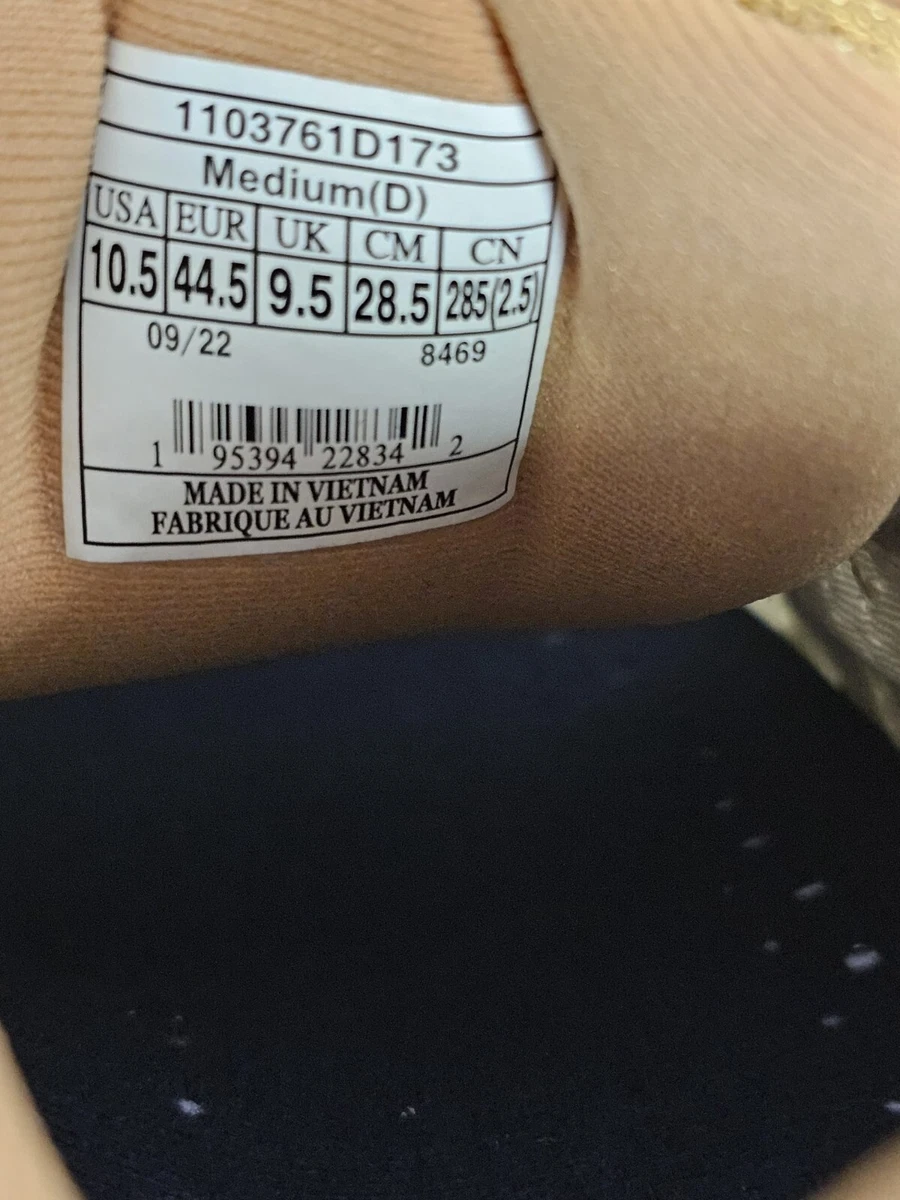 1103761D173
Medium(D)
USA EUR UK CM CN
10.5 44.5 9.5 28.5 285(2.5)
09/22 8469
1 95394 22834 2
MADE IN VIETNAM
FABRIQUE AU VIETNAM